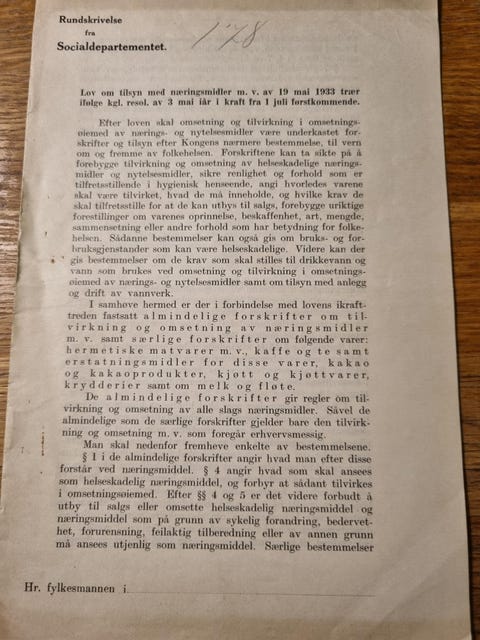 Rundskrivelse
fra
Socialdepartementet.
178
Lov om tilsyn med næringsmidler m. v. av 19 mai 1933 trær
ifølge kgl. resol. av 3 mai iår i kraft fra 1 juli førstkommende.
Efter loven skal omsetning og tilvirkning i omsetnings-
øiemed av nærings- og nytelsesmidler være underkastet for-
skrifter og tilsyn efter Kongens nærmere bestemmelse, til vern
om og fremme av folkehelsen. Forskriftene kan ta sikte på å
forebygge tilvirkning og omsetning av helseskadelige nærings-
midler og nytelsesmidler, sikre renlighet og forhold som er
tilfredsstillende i hygienisk henseende, angi hvorledes varene
skal være tilvirket, hvad de må inneholde, og hvilke krav de
skal tilfretsstille for at de kan utbys til salgs, forebygge uriktige
forestillinger om varenes oprinnelse, beskaffenhet, art, mengde,
sammensetning eller andre forhold som har betydning for folke-
helsen. Sådanne bestemmelser kan også gis om bruks- og for-
bruksgjenstander som kan være helseskadelige. Videre kan der
gis bestemmelser om de krav som skal stilles til drikkevann og
vann som brukes ved omsetning og tilvirkning i omsetnings-
øiemed av nærings- og nytelsesmidler samt om tilsyn med anlegg
og drift av vannverk.
I samhøve hermed er der i forbindelse med lovens ikraft-
treden fastsatt almindelige forskrifter om til-
virkning og omsetning av næringsmidler
m. v. samt særlige forskrifter om følgende varer:
hermetiske matvarer m. v., kaffe og te samt
erstatningsmidler for disse varer, kakao
og kakaoprodukter, kjøtt og kjøttvarer,
krydderier samt om melk og fløte.
De almindelige forskrifter gir regler om til-
virkning og omsetning av alle slags næringsmidler. Såvel de
almindelige som de særlige forskrifter gjelder bare den tilvirk-
ning og omsetning m. v. som foregår erhvervsmessig.
Man skal nedenfor fremheve enkelte av bestemmelsene.
§ 1 i de almindelige forskrifter angir hvad man efter disse
forstår ved næringsmiddel. § 4 angir hvad som skal ansees
som helseskadelig næringsmiddel, og forbyr at sådant tilvirkes
i omsetningsøiemed. Efter §§ 4 og 5 er det videre forbudt å
utby til salgs eller omsette helseskadelig næringsmiddel og
næringsmiddel som på grunn av sykelig forandring, bedervet-
het, forurensning, feilaktig tilberedning eller av annen grunn
må ansees utjenlig som næringsmiddel. Særlige bestemmelser
Hr. fylkesmannen i